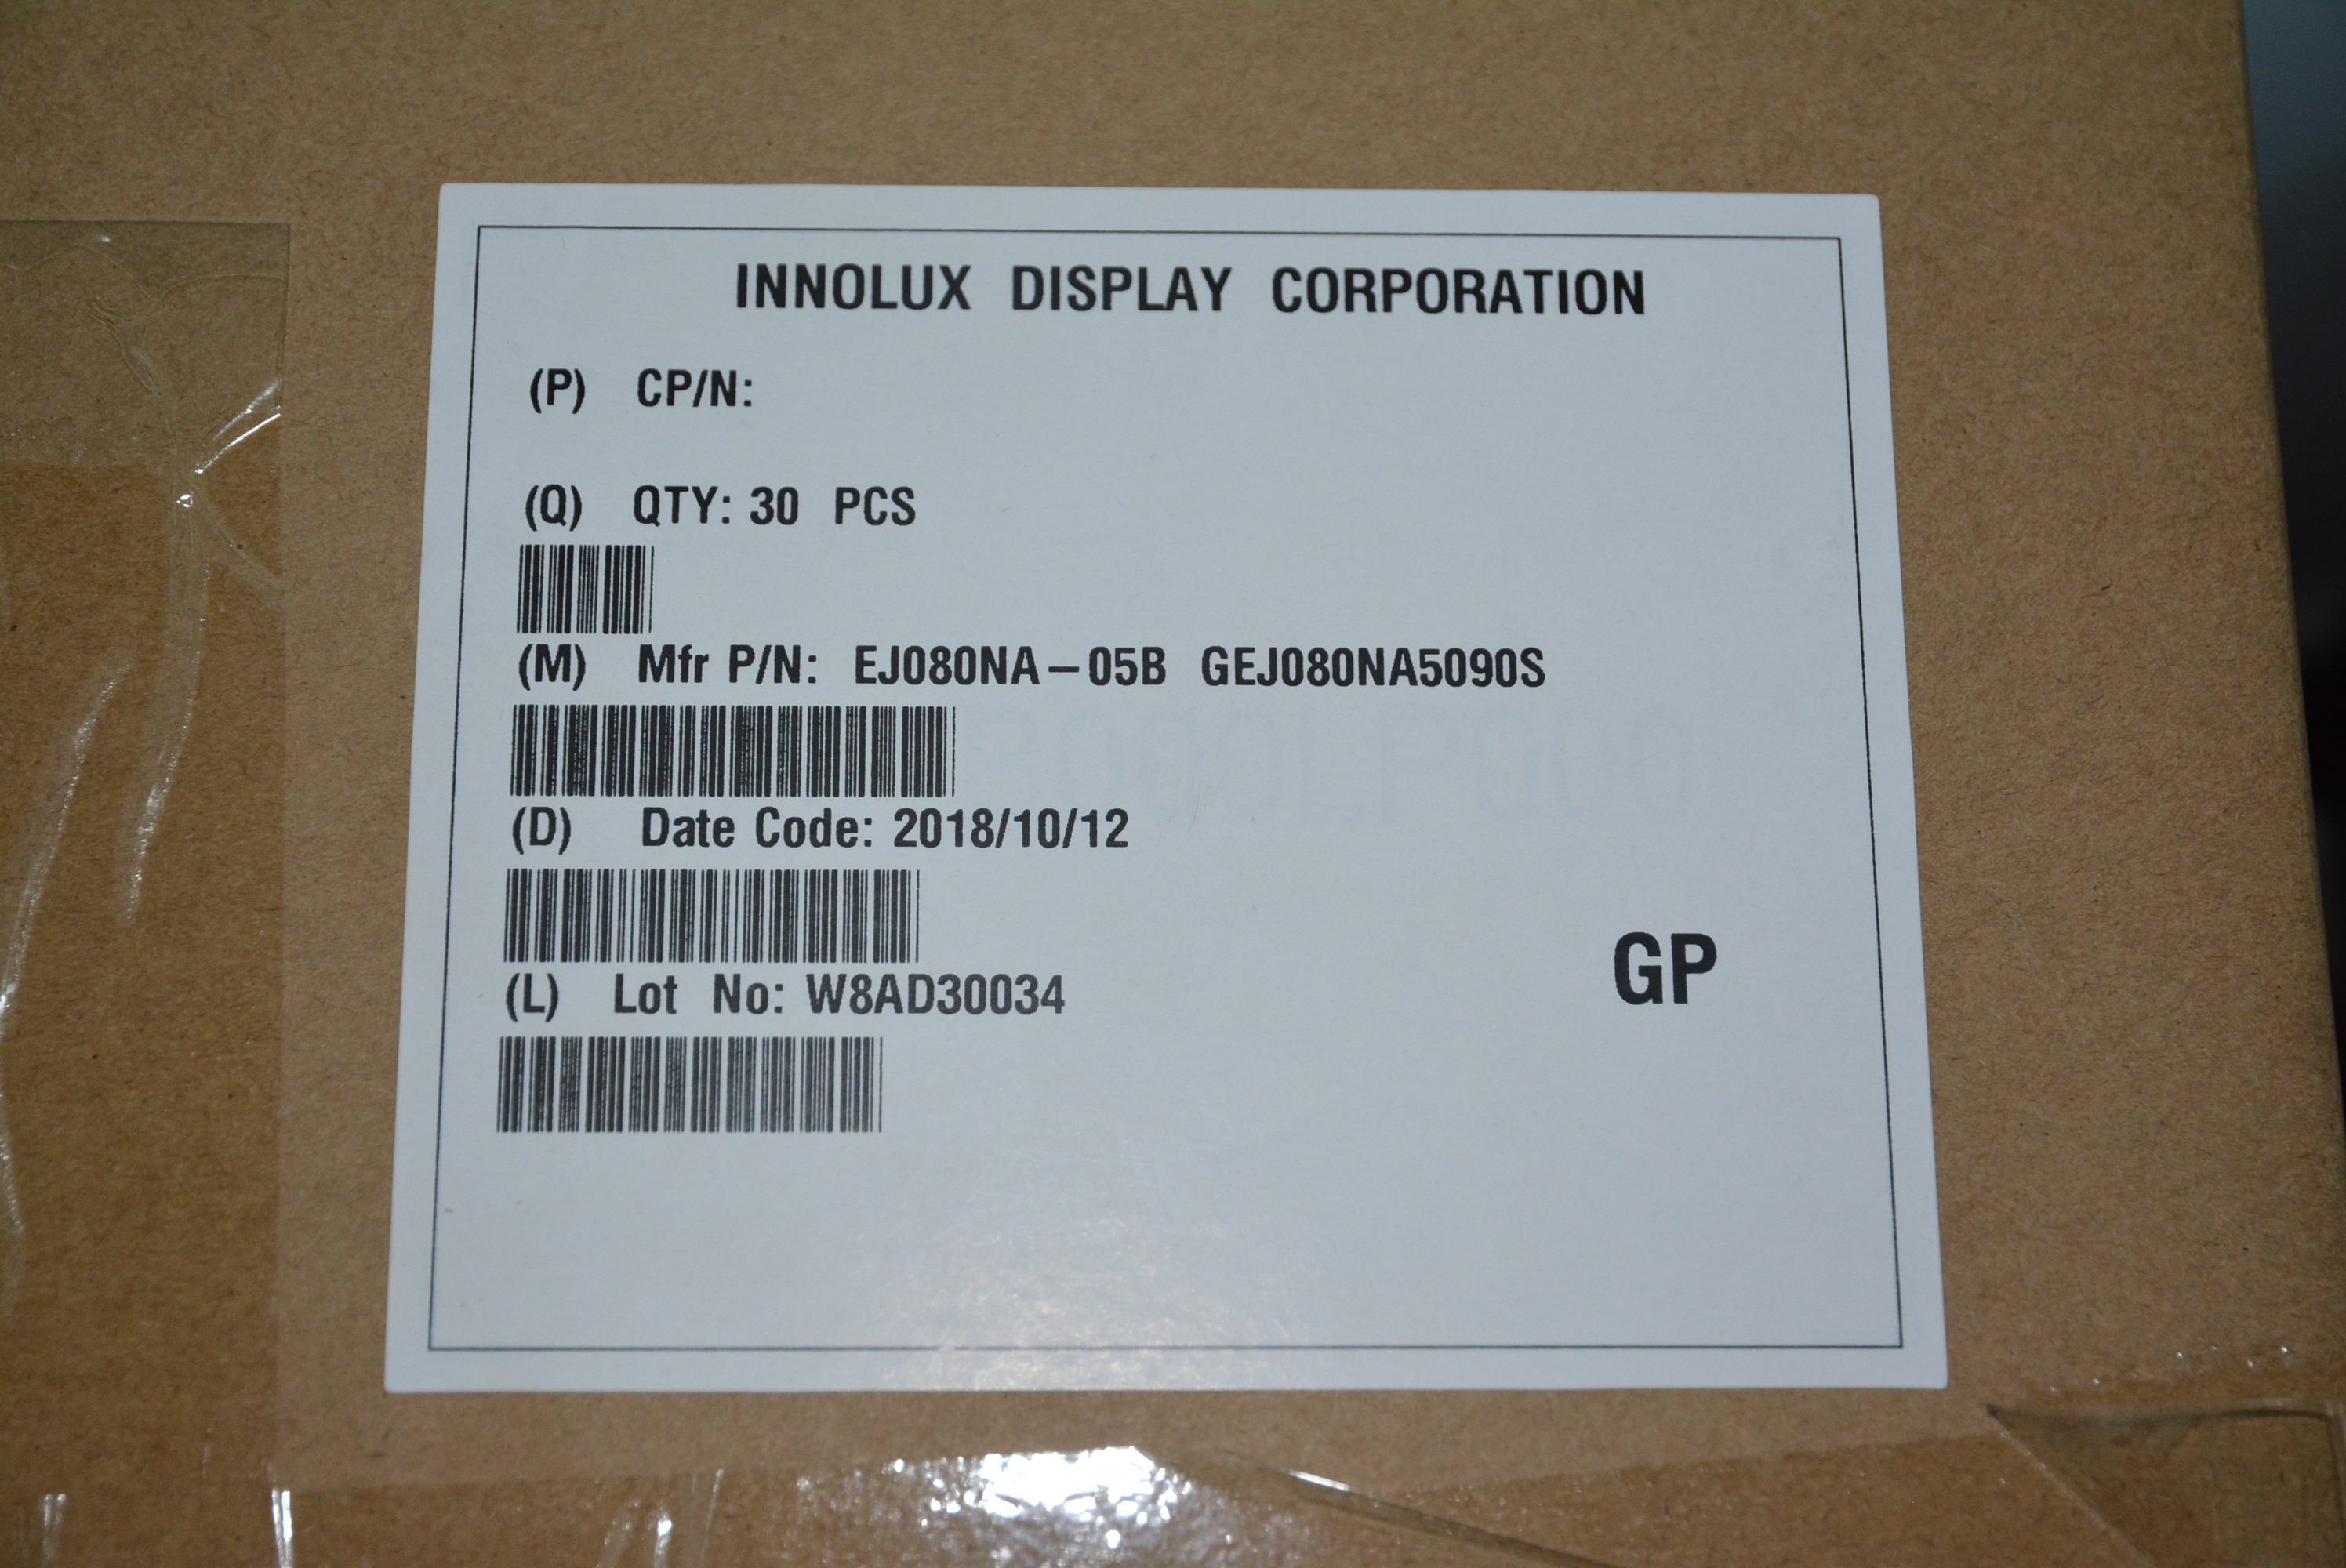 INNOLUX DISPLAY CORPORATION
(P) CP/N:
(Q) QTY: 30 PCS
(M) Mfr P/N: EJ080NA-05B GEJ080NA5090S
(D) Date Code: 2018/10/12
(L) Lot No: W8AD30034
GP